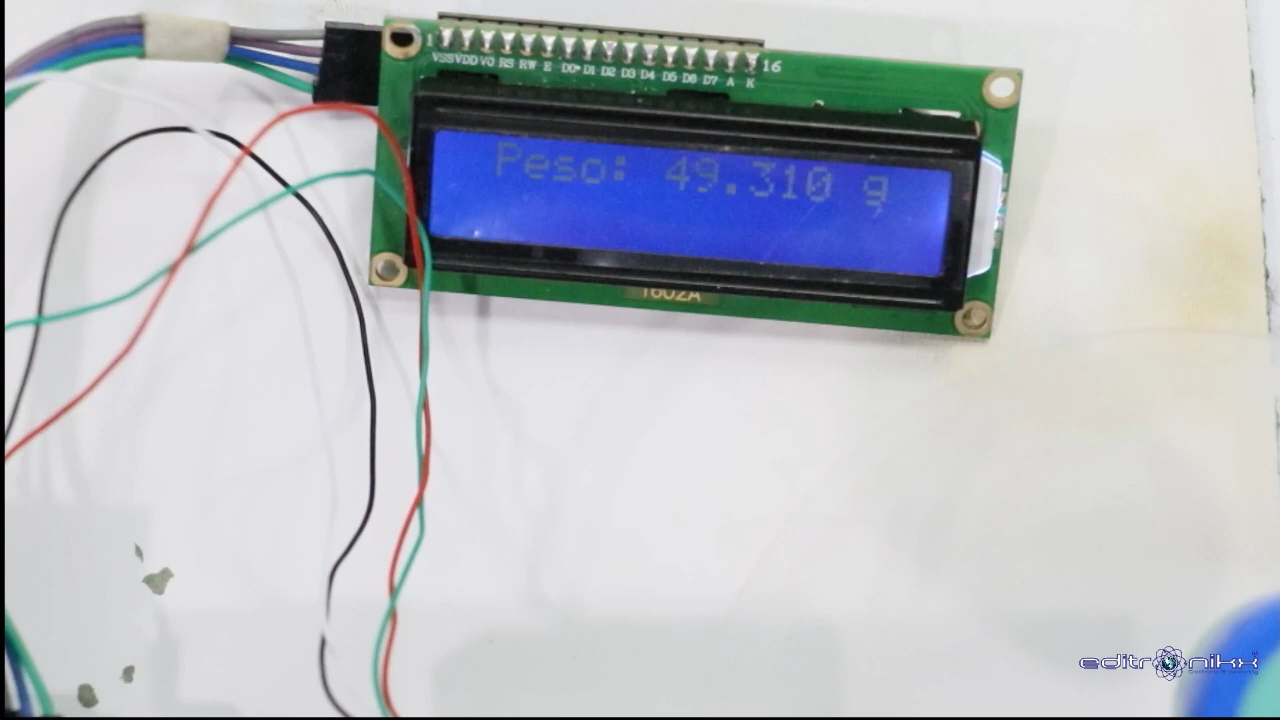 1
16
VSS VDD VO RS RW E D0 D1 D2 D3 D4 D5 D6 D7 A K
Peso: 49.310 g
1602A
editronikx